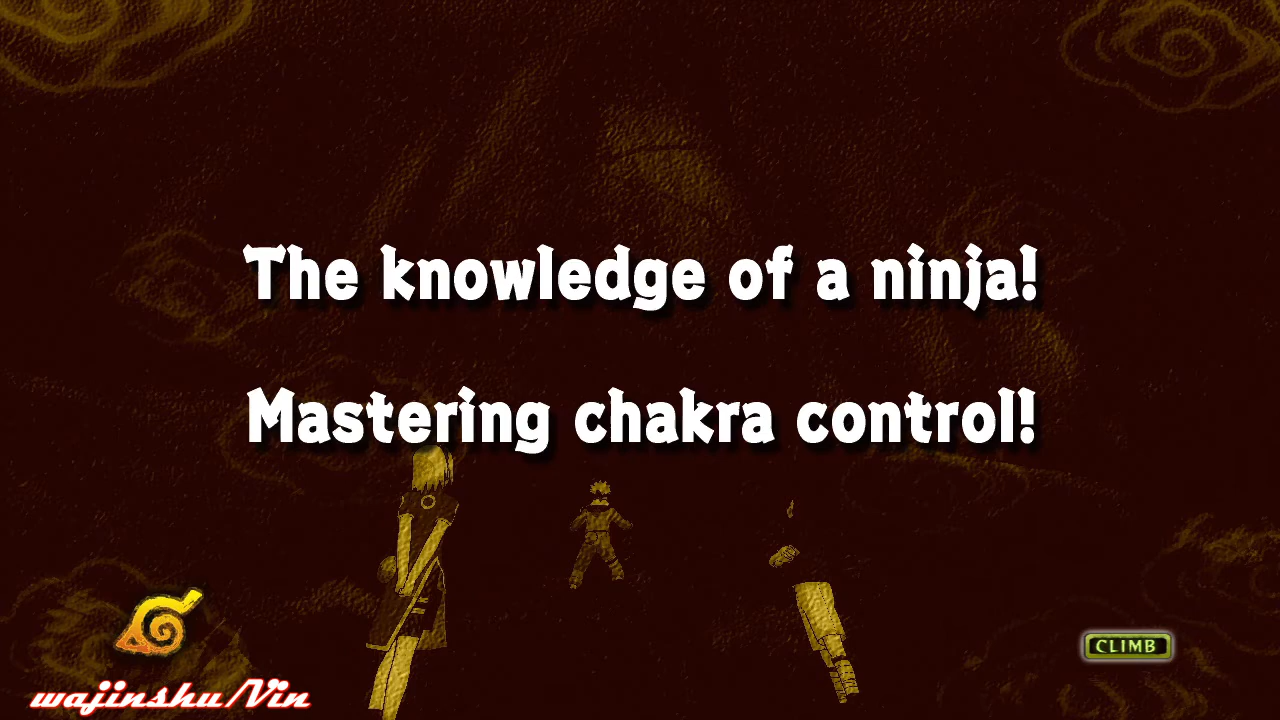 The knowledge of a ninja!
Mastering chakra control!
CLIMB
wajinshu/Vin